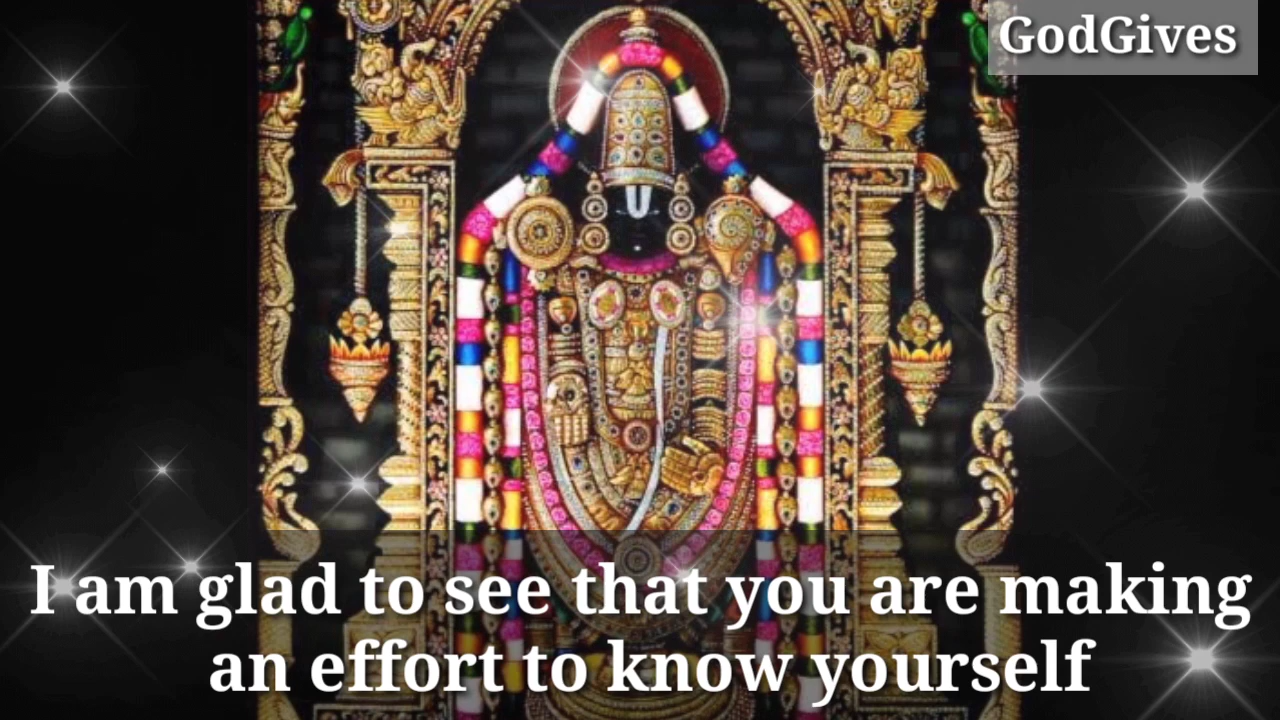 GodGives
I am glad to see that you are making
an effort to know yourself